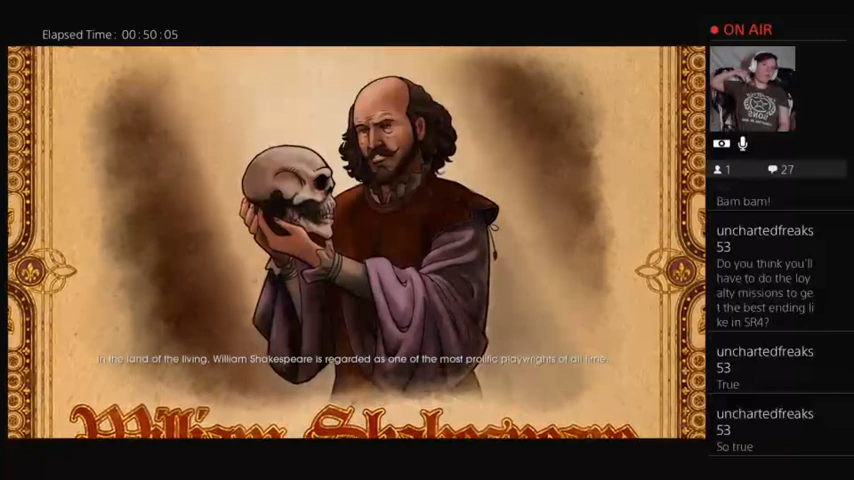 Elapsed Time: 00:50:05
ON AIR
1
27
Bam bam!
unchartedfreaks
53
Do you think you'll
have to do the loy
alty missions to ge
t the best ending li
ke in SR4?
unchartedfreaks
53
True
unchartedfreaks
53
So true
In the land of the living, William Shakespeare is regarded as one of the most prolific playwrights of all time.
William Shakespeare